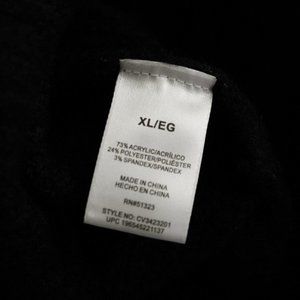 XL/EG
73% ACRYLIC/ACRÍLICO
24% POLYESTER/POLIÉSTER
3% SPANDEX/SPANDEX
MADE IN CHINA
HECHO EN CHINA
RN#51323
STYLE NO: CV3423201
UPC 196545221137